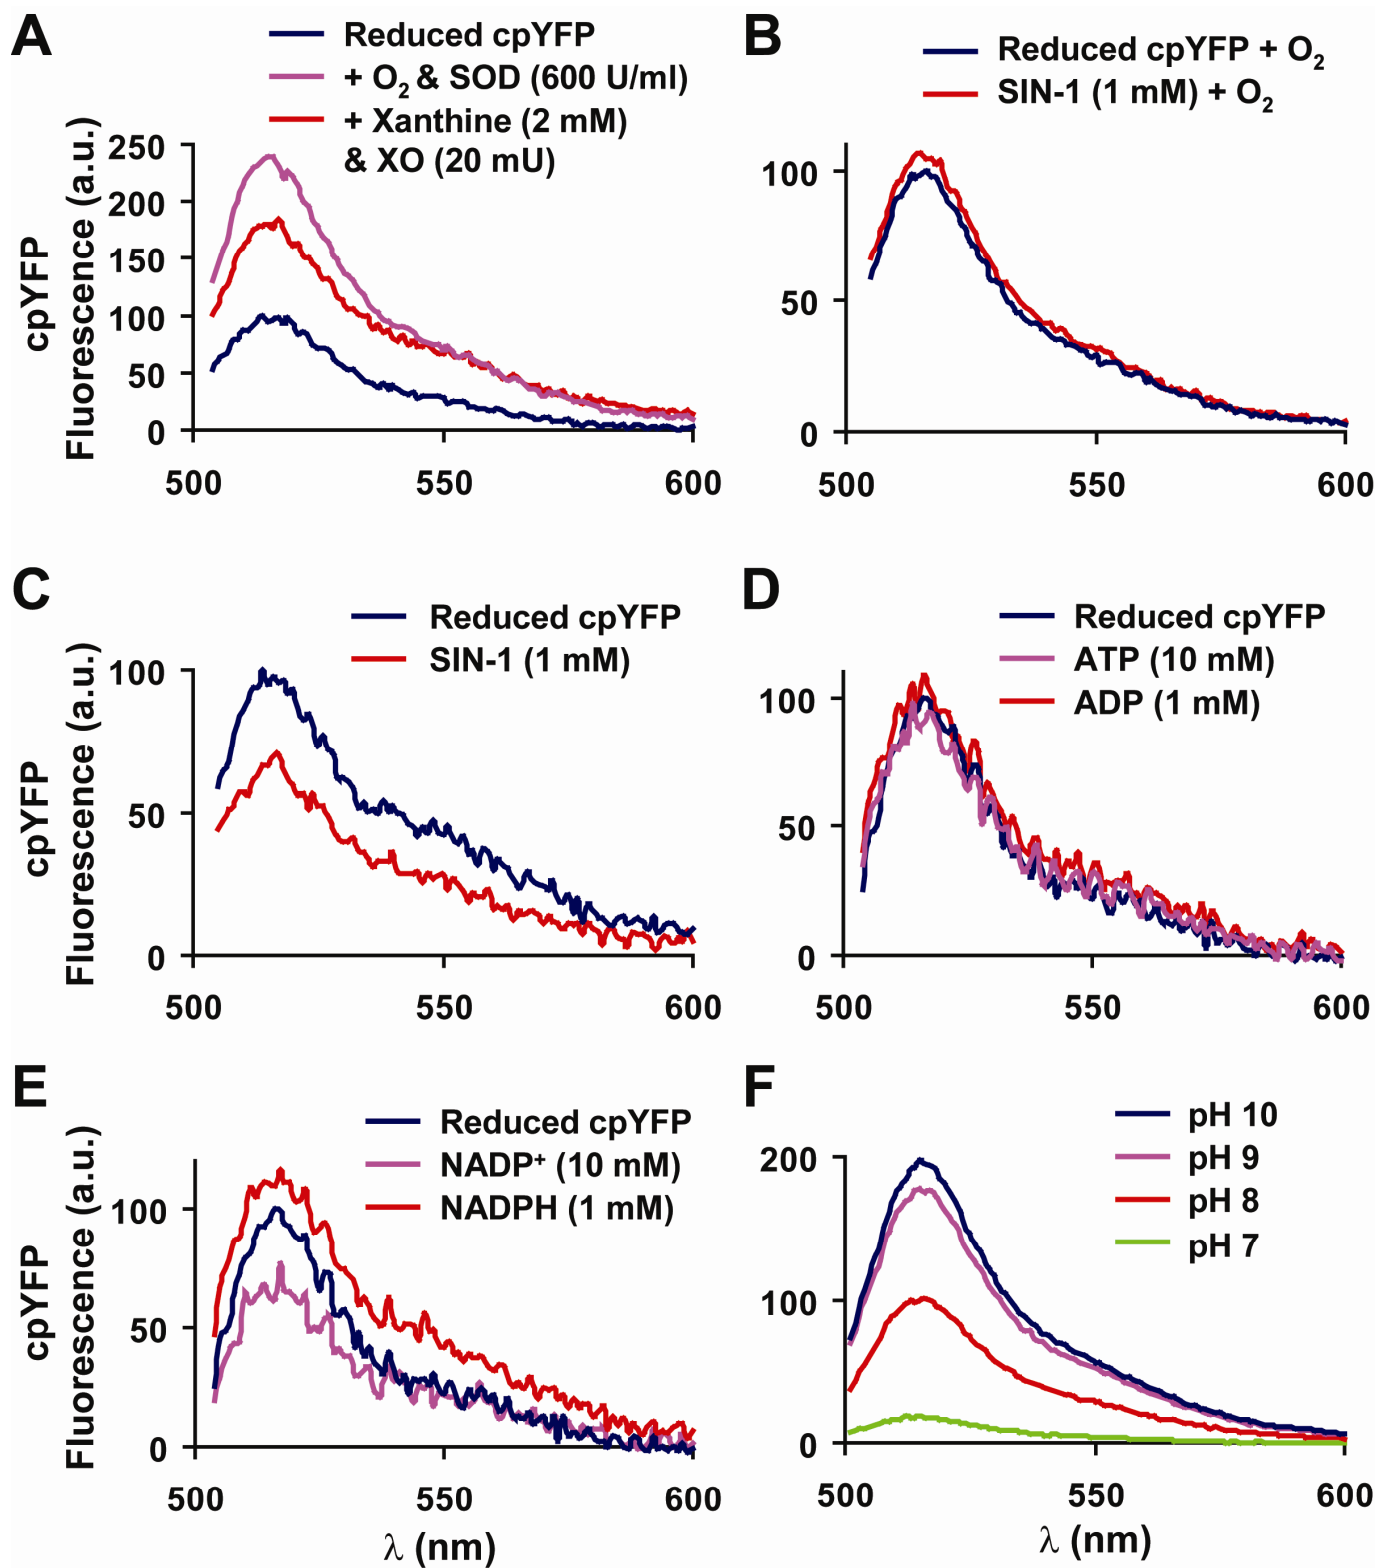 A
Reduced cpYFP
+ O2 & SOD (600 U/ml)
+ Xanthine (2 mM)
& XO (20 mU)
cpYFP
Fluorescence (a.u.)
250
200
150
100
50
0
500
550
600
B
Reduced cpYFP + O2
SIN-1 (1 mM) + O2
100
50
0
500
550
600
C
Reduced cpYFP
SIN-1 (1 mM)
cpYFP
Fluorescence (a.u.)
100
50
0
500
550
600
D
Reduced cpYFP
ATP (10 mM)
ADP (1 mM)
100
50
0
500
550
600
E
Reduced cpYFP
NADP+ (10 mM)
NADPH (1 mM)
cpYFP
Fluorescence (a.u.)
100
50
0
500
550
600
λ (nm)
F
pH 10
pH 9
pH 8
pH 7
200
100
0
500
550
600
λ (nm)